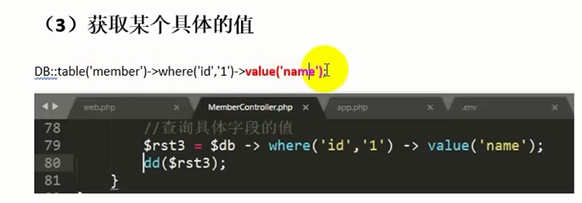 （3）获取某个具体的值
DB::table('member')->where('id','1')->value('name');
web.php × MemberController.php × app.php × .env ×
78 //查询具体字段的值
79 $rst3 = $db -> where('id','1') -> value('name');
80 dd($rst3);
81 }